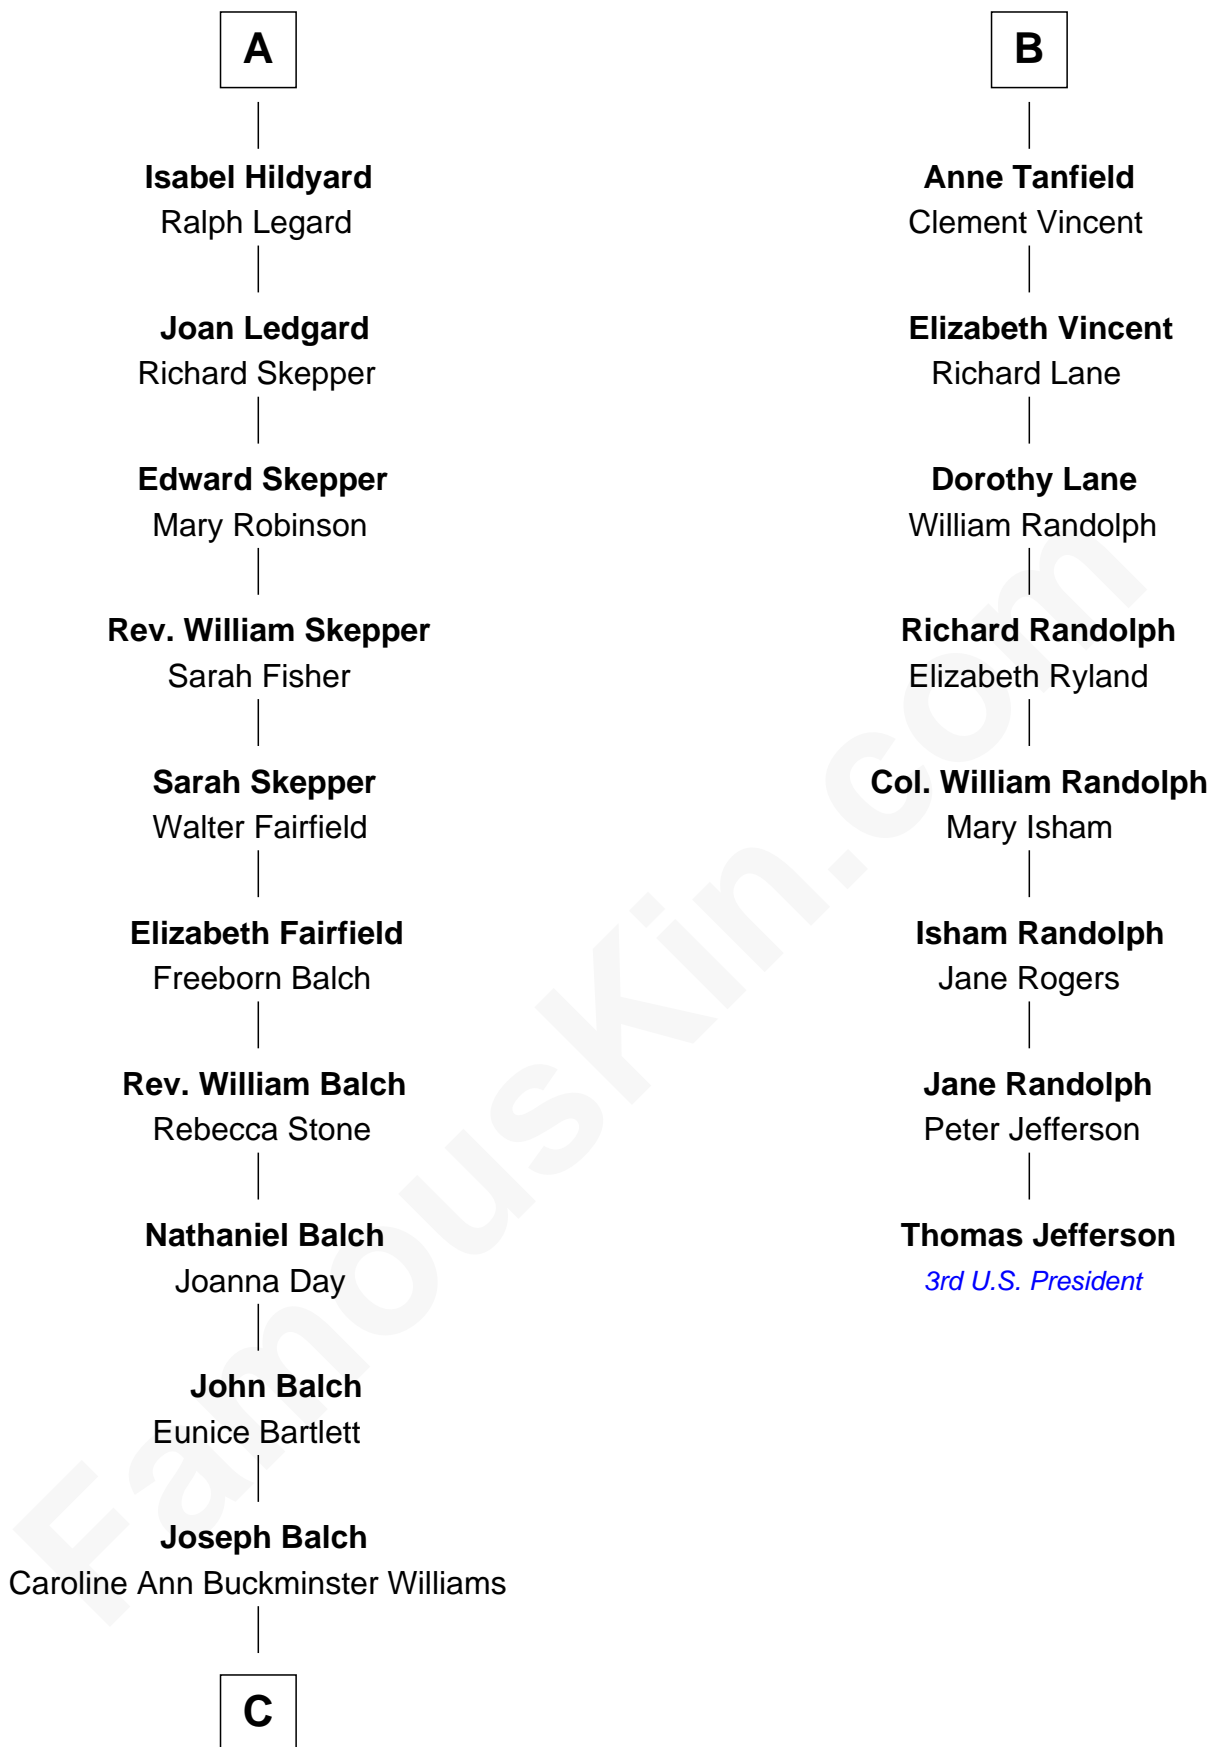 A
Isabel Hildyard
Ralph Legard
Joan Ledgard
Richard Skepper
Edward Skepper
Mary Robinson
Rev. William Skepper
Sarah Fisher
Sarah Skepper
Walter Fairfield
Elizabeth Fairfield
Freeborn Balch
Rev. William Balch
Rebecca Stone
Nathaniel Balch
Joanna Day
John Balch
Eunice Bartlett
Joseph Balch
Caroline Ann Buckminster Williams
C
B
Anne Tanfield
Clement Vincent
Elizabeth Vincent
Richard Lane
Dorothy Lane
William Randolph
Richard Randolph
Elizabeth Ryland
Col. William Randolph
Mary Isham
Isham Randolph
Jane Rogers
Jane Randolph
Peter Jefferson
Thomas Jefferson
3rd U.S. President
FamousKin.com